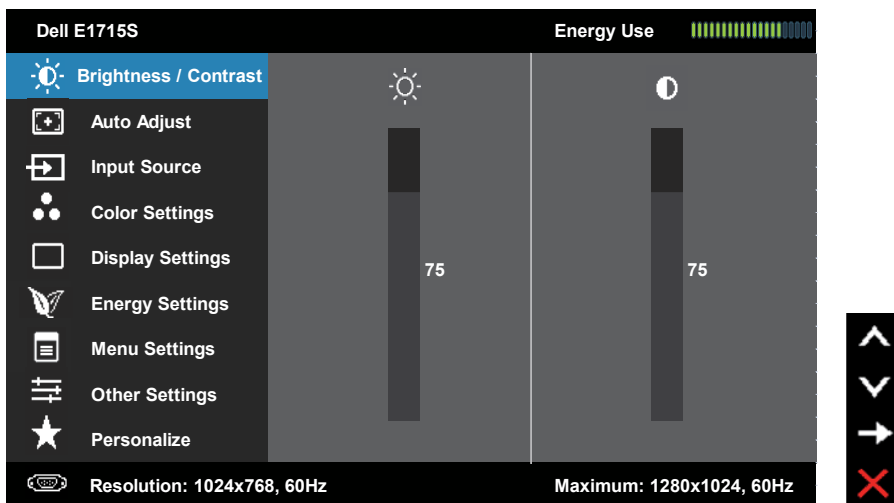 Dell E1715S Energy Use
Brightness / Contrast
Auto Adjust
Input Source
Color Settings
Display Settings
75 75
Energy Settings
Menu Settings
Other Settings
Personalize
Resolution: 1024x768, 60Hz Maximum: 1280x1024, 60Hz